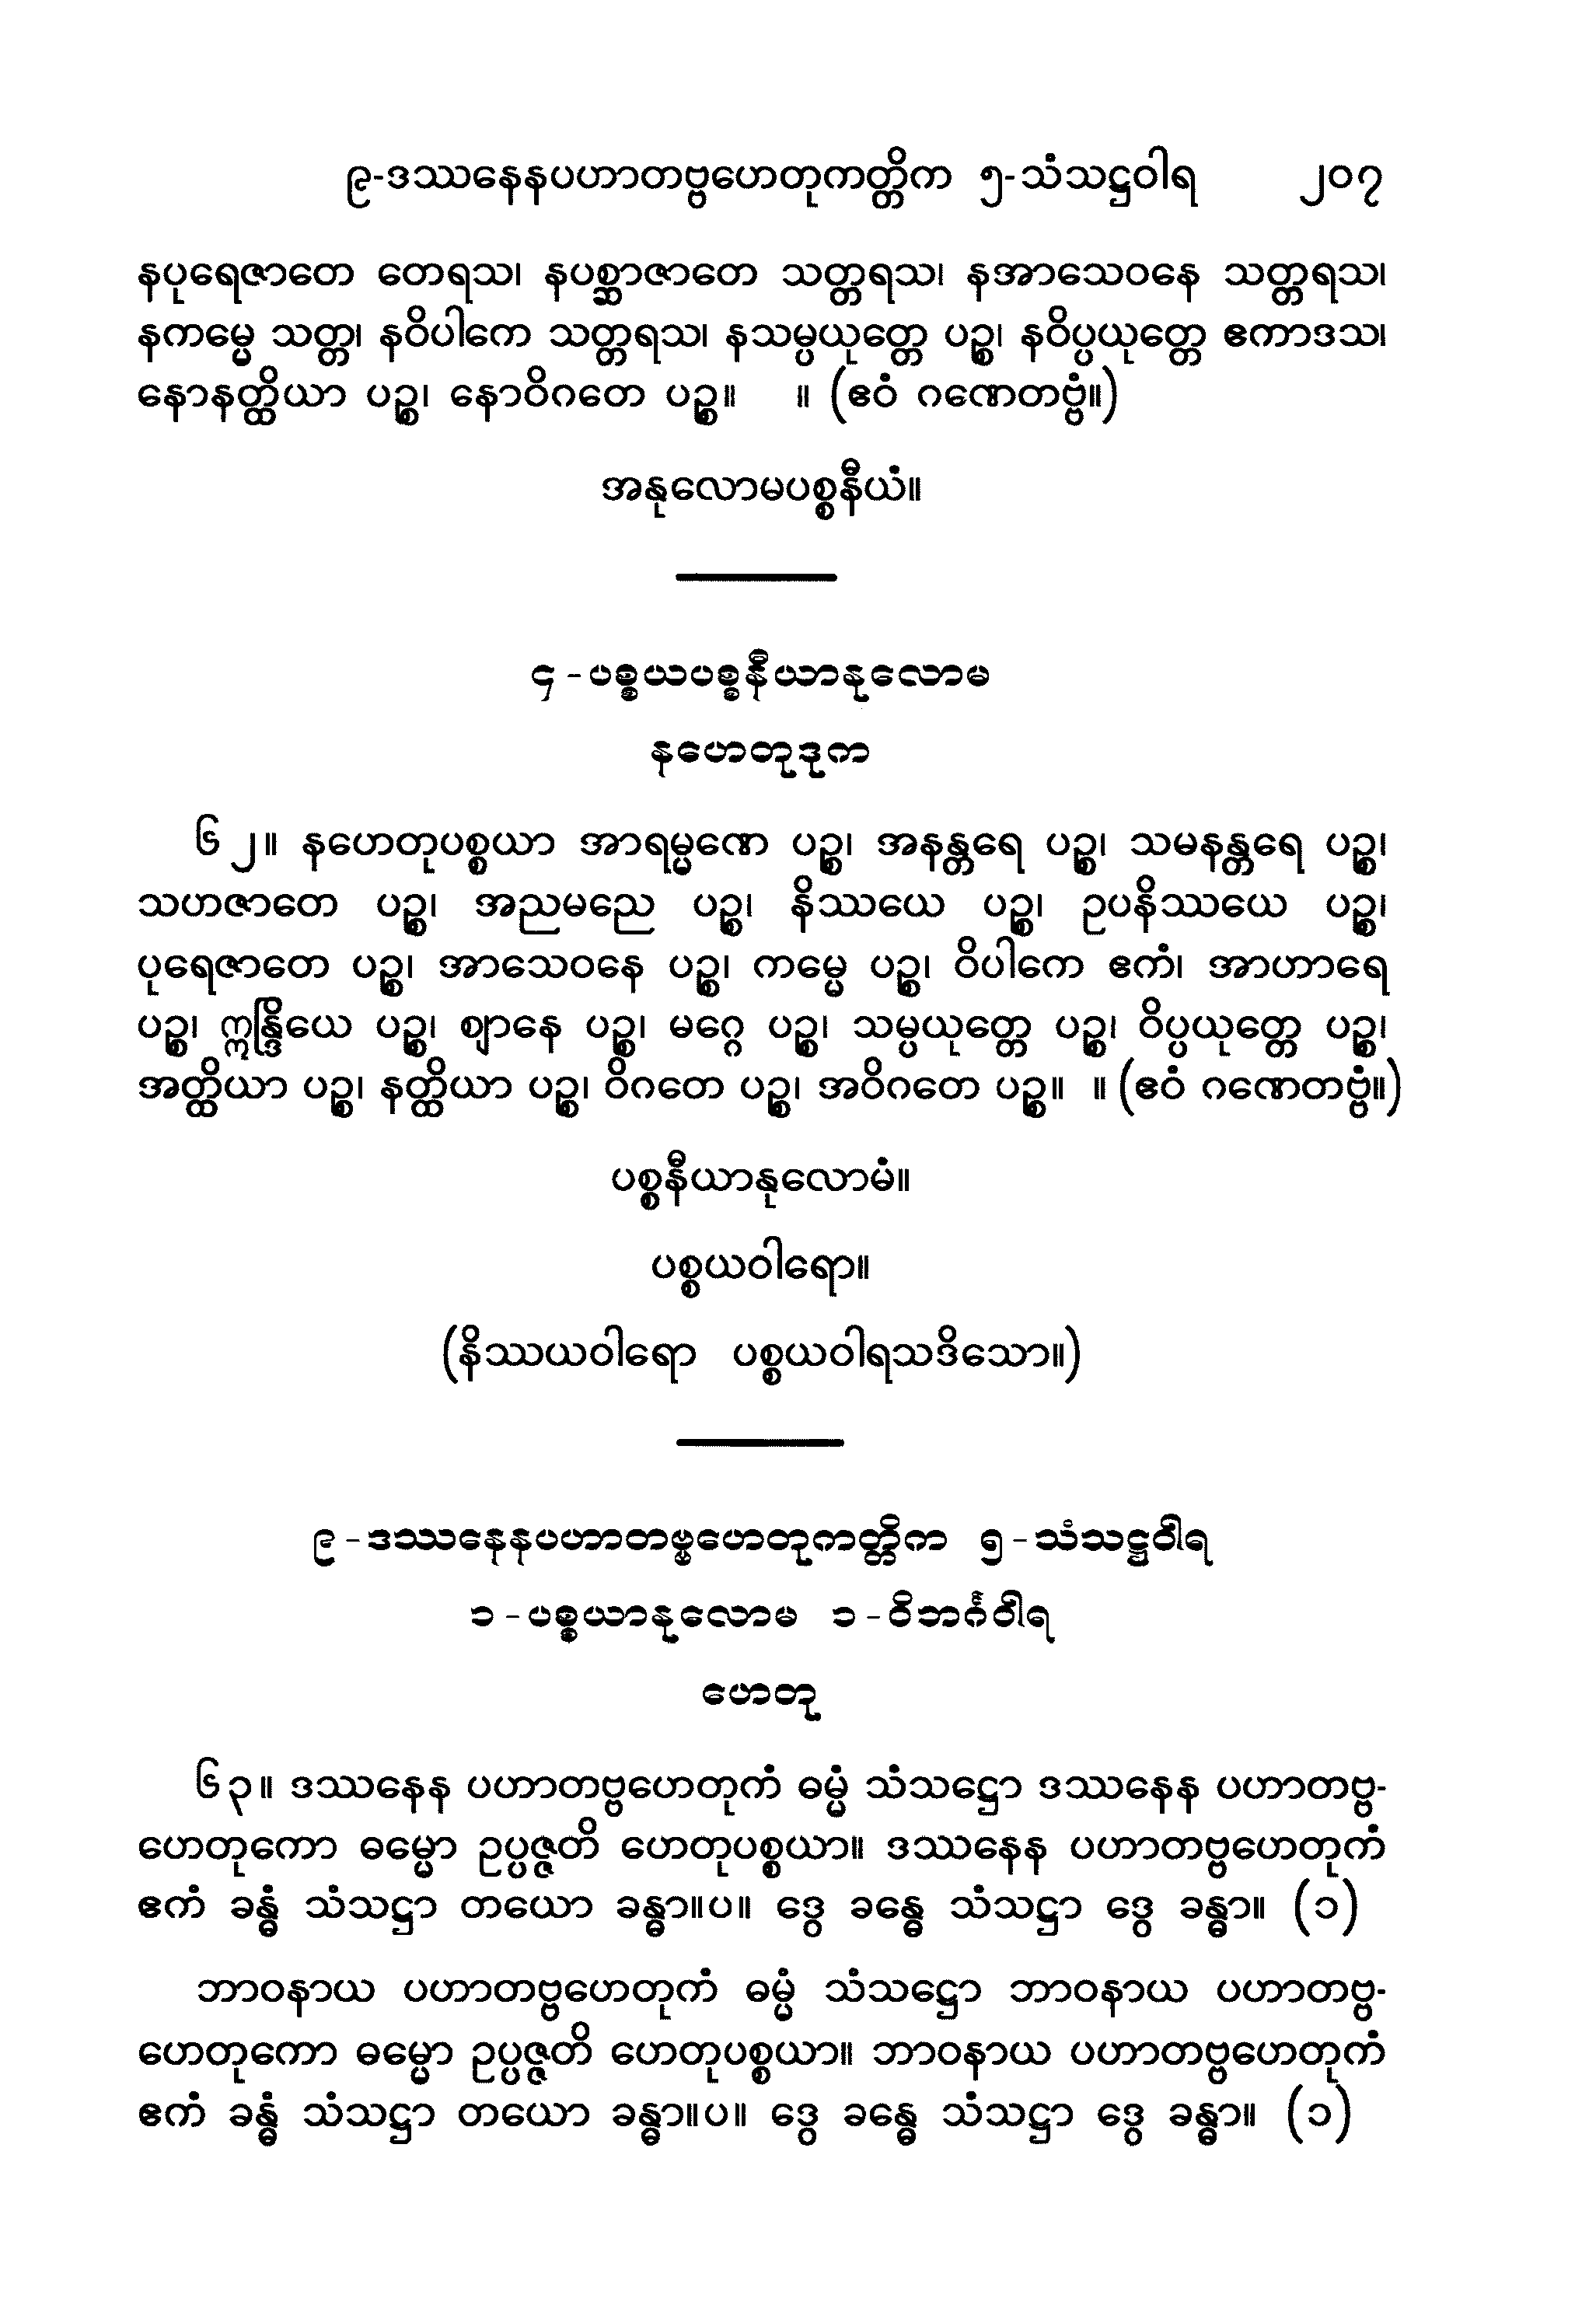 ၉-ဒဿနေနပဟာတဗ္ဗဟေတုကတ္တိက ၅-သံသဋ္ဌဝါရ ၂၀၇
နပုရေဇာတေ တေရသ၊ နပစ္ဆာဇာတေ သတ္တရသ၊ နအာသေဝနေ သတ္တရသ၊
နကမ္မေ သတ္တ၊ နဝိပါကေ သတ္တရသ၊ နသမ္ပယုတ္တေ ပဉ္စ၊ နဝိပ္ပယုတ္တေ ဧကာဒသ၊
နောနတ္ထိယာ ပဉ္စ၊ နောဝိဂတေ ပဉ္စ။ ။ (ဧဝံ ဂဏေတဗ္ဗံ။)
အနုလောမပစ္စနီယံ။
၄-ပစ္စယပစ္စနီယာနုလောမ
နဟေတုဒုက
၆၂။ နဟေတုပစ္စယာ အာရမ္မဏေ ပဉ္စ၊ အနန္တရေ ပဉ္စ၊ သမနန္တရေ ပဉ္စ၊
သဟဇာတေ ပဉ္စ၊ အညမညေ ပဉ္စ၊ နိဿယေ ပဉ္စ၊ ဥပနိဿယေ ပဉ္စ၊
ပုရေဇာတေ ပဉ္စ၊ အာသေဝနေ ပဉ္စ၊ ကမ္မေ ပဉ္စ၊ ဝိပါကေ ဧကံ၊ အာဟာရေ
ပဉ္စ၊ ဣန္ဒြိယေ ပဉ္စ၊ ဈာနေ ပဉ္စ၊ မဂ္ဂေ ပဉ္စ၊ သမ္ပယုတ္တေ ပဉ္စ၊ ဝိပ္ပယုတ္တေ ပဉ္စ၊
အတ္ထိယာ ပဉ္စ၊ နတ္ထိယာ ပဉ္စ၊ ဝိဂတေ ပဉ္စ၊ အဝိဂတေ ပဉ္စ။ ။ (ဧဝံ ဂဏေတဗ္ဗံ။)
ပစ္စနီယာနုလောမံ။
ပစ္စယဝါရော။
(နိဿယဝါရော ပစ္စယဝါရသဒိသော။)
၉-ဒဿနေနပဟာတဗ္ဗဟေတုကတ္တိက ၅-သံသဋ္ဌဝါရ
၁-ပစ္စယာနုလောမ ၁-ဝိဘင်္ဂဝါရ
ဟေတု
၆၃။ ဒဿနေန ပဟာတဗ္ဗဟေတုကံ ဓမ္မံ သံသဋ္ဌော ဒဿနေန ပဟာတဗ္ဗ-
ဟေတုကော ဓမ္မော ဥပ္ပဇ္ဇတိ ဟေတုပစ္စယာ။ ဒဿနေန ပဟာတဗ္ဗဟေတုကံ
ဧကံ ခန္ဓံ သံသဋ္ဌာ တယော ခန္ဓာ။ပ။ ဒွေ ခန္ဓေ သံသဋ္ဌာ ဒွေ ခန္ဓာ။ (၁)
ဘာဝနာယ ပဟာတဗ္ဗဟေတုကံ ဓမ္မံ သံသဋ္ဌော ဘာဝနာယ ပဟာတဗ္ဗ-
ဟေတုကော ဓမ္မော ဥပ္ပဇ္ဇတိ ဟေတုပစ္စယာ။ ဘာဝနာယ ပဟာတဗ္ဗဟေတုကံ
ဧကံ ခန္ဓံ သံသဋ္ဌာ တယော ခန္ဓာ။ပ။ ဒွေ ခန္ဓေ သံသဋ္ဌာ ဒွေ ခန္ဓာ။ (၁)